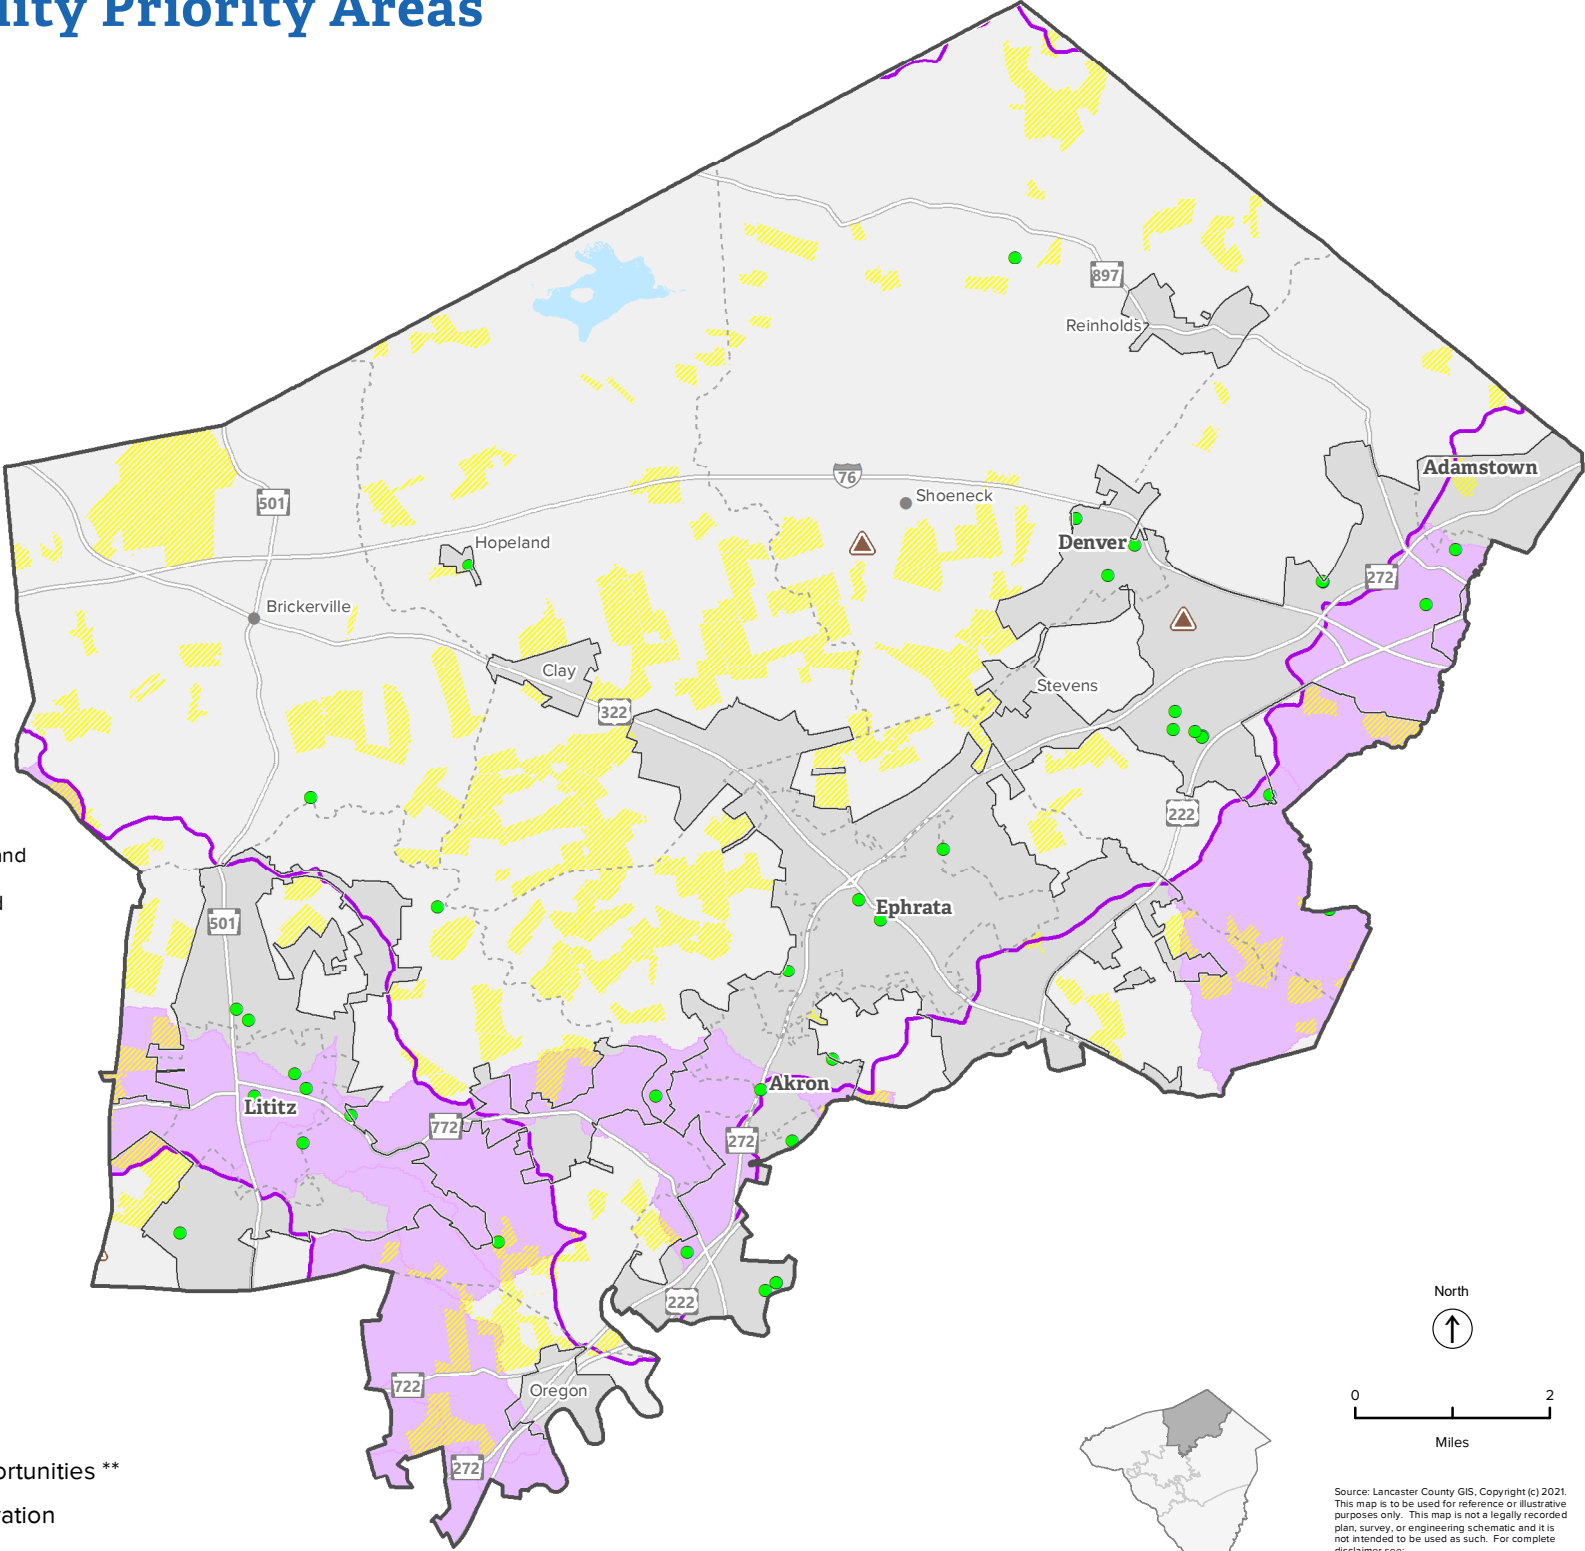 lity Priority Areas
897
Reinholds
Adamstown
76
Shoeneck
501
Hopeland
Denver
272
Brickerville
Clay
Stevens
322
222
and
501
Ephrata
Akron
Lititz
772
272
222
North
722
Oregon
0 2
Miles
272
ortunities **
ation
Source: Lancaster County GIS, Copyright (c) 2021.
This map is to be used for reference or illustrative
purposes only. This map is not a legally recorded
plan, survey, or engineering schematic and it is
not intended to be used as such. For complete
disclaimer see: